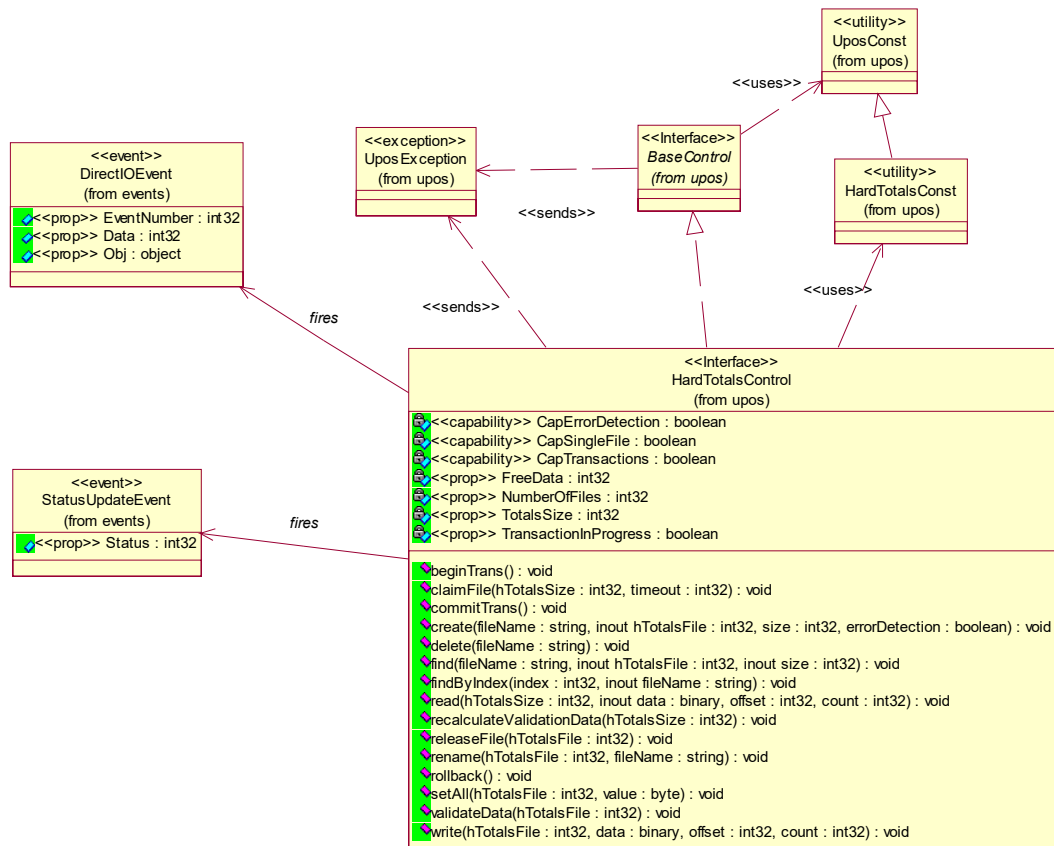 <<utility>>
UposConst
(from upos)
<<uses>>
<<exception>>
UposException
(from upos)
<<Interface>>
BaseControl
(from upos)
<<event>>
DirectIOEvent
(from events)
<<prop>> EventNumber : int32
<<prop>> Data : int32
<<prop>> Obj : object
<<utility>>
HardTotalsConst
(from upos)
<<sends>>
<<sends>>
<<uses>>
fires
<<Interface>>
HardTotalsControl
(from upos)
<<capability>> CapErrorDetection : boolean
<<capability>> CapSingleFile : boolean
<<capability>> CapTransactions : boolean
<<prop>> FreeData : int32
<<prop>> NumberOfFiles : int32
<<prop>> TotalsSize : int32
<<prop>> TransactionInProgress : boolean
<<event>>
StatusUpdateEvent
(from events)
<<prop>> Status : int32
fires
beginTrans() : void
claimFile(hTotalsSize : int32, timeout : int32) : void
commitTrans() : void
create(fileName : string, inout hTotalsFile : int32, size : int32, errorDetection : boolean) : void
delete(fileName : string) : void
find(fileName : string, inout hTotalsFile : int32, inout size : int32) : void
findByIndex(index : int32, inout fileName : string) : void
read(hTotalsSize : int32, inout data : binary, offset : int32, count : int32) : void
recalculateValidationData(hTotalsSize : int32) : void
releaseFile(hTotalsFile : int32) : void
rename(hTotalsFile : int32, fileName : string) : void
rollback() : void
setAll(hTotalsFile : int32, value : byte) : void
validateData(hTotalsFile : int32) : void
write(hTotalsFile : int32, data : binary, offset : int32, count : int32) : void